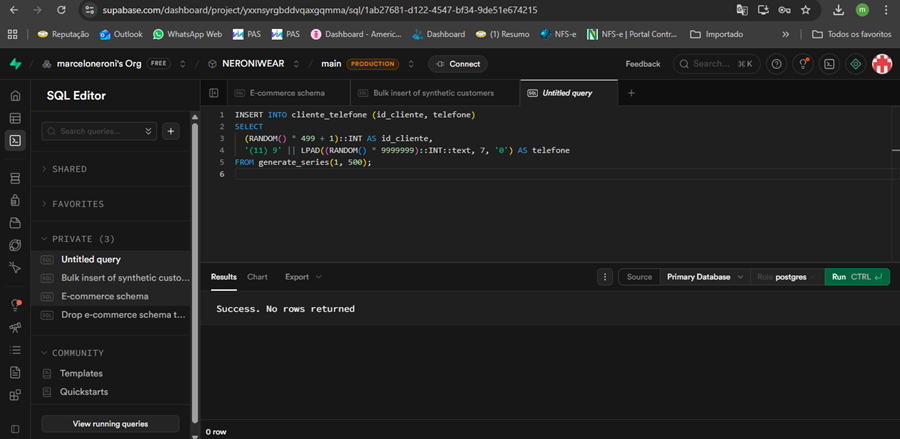 supabase.com/dashboard/project/yxxnsyrgbddvqaxgqmma/sql/1ab27681-d122-4547-bf34-9de51e674215
m
Reputação Outlook WhatsApp Web PAS PAS Dashboard - Americ... Dashboard (1) Resumo NFS-e NFS-e | Portal Contr... Importado » Todos os favoritos
marceloneroni's Org FREE / NERONIWEAR / main PRODUCTION Connect Feedback Search... ⌘K
SQL Editor
E-commerce schema Bulk insert of synthetic customers Untitled query +
Search queries... +
SHARED
FAVORITES
PRIVATE (3)
Untitled query
Bulk insert of synthetic custo...
E-commerce schema
Drop e-commerce schema t...
COMMUNITY
Templates
Quickstarts
View running queries
1 INSERT INTO cliente_telefone (id_cliente, telefone)
2 SELECT
3 (RANDOM() * 499 + 1)::INT AS id_cliente,
4 '(11) 9' || LPAD((RANDOM() * 9999999)::INT::text, 7, '0') AS telefone
5 FROM generate_series(1, 500);
6
Results Chart Export Source Primary Database Role postgres Run CTRL ↵
Success. No rows returned
0 row